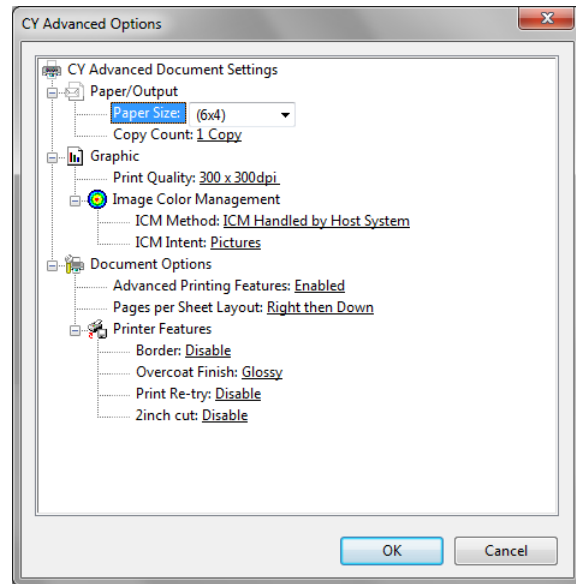 CY Advanced Options
CY Advanced Document Settings
Paper/Output
Paper Size: (6x4)
Copy Count: 1 Copy
Graphic
Print Quality: 300 x 300dpi
Image Color Management
ICM Method: ICM Handled by Host System
ICM Intent: Pictures
Document Options
Advanced Printing Features: Enabled
Pages per Sheet Layout: Right then Down
Printer Features
Border: Disable
Overcoat Finish: Glossy
Print Re-try: Disable
2inch cut: Disable
OK Cancel